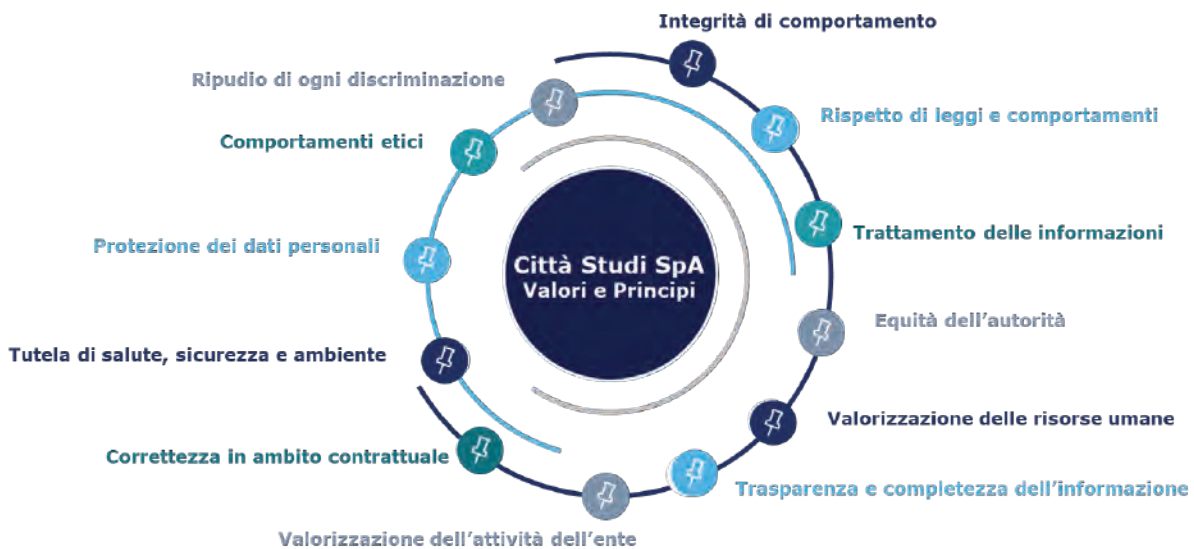 Integrità di comportamento
Ripudio di ogni discriminazione
Rispetto di leggi e comportamenti
Comportamenti etici
Trattamento delle informazioni
Protezione dei dati personali
Città Studi SpA
Valori e Principi
Equità dell'autorità
Tutela di salute, sicurezza e ambiente
Valorizzazione delle risorse umane
Correttezza in ambito contrattuale
Trasparenza e completezza dell'informazione
Valorizzazione dell'attività dell'ente